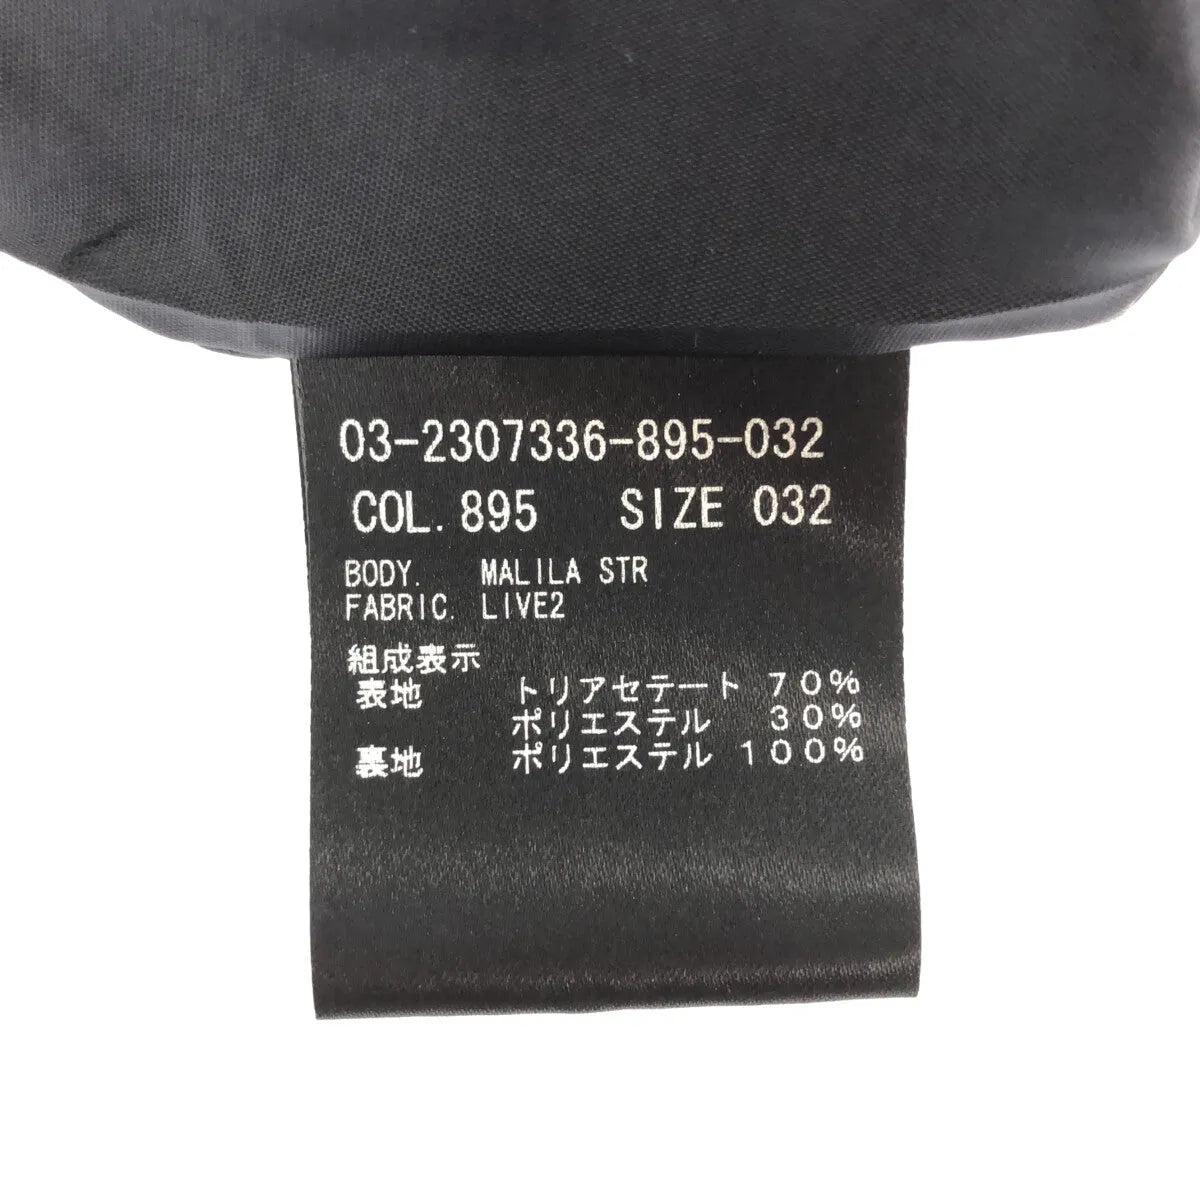 03-2307336-895-032
COL. 895 SIZE 032
BODY. MALILA STR
FABRIC. LIVE2
組成表示
表地 トリアセテート 70%
ポリエステル 30%
裏地 ポリエステル 100%